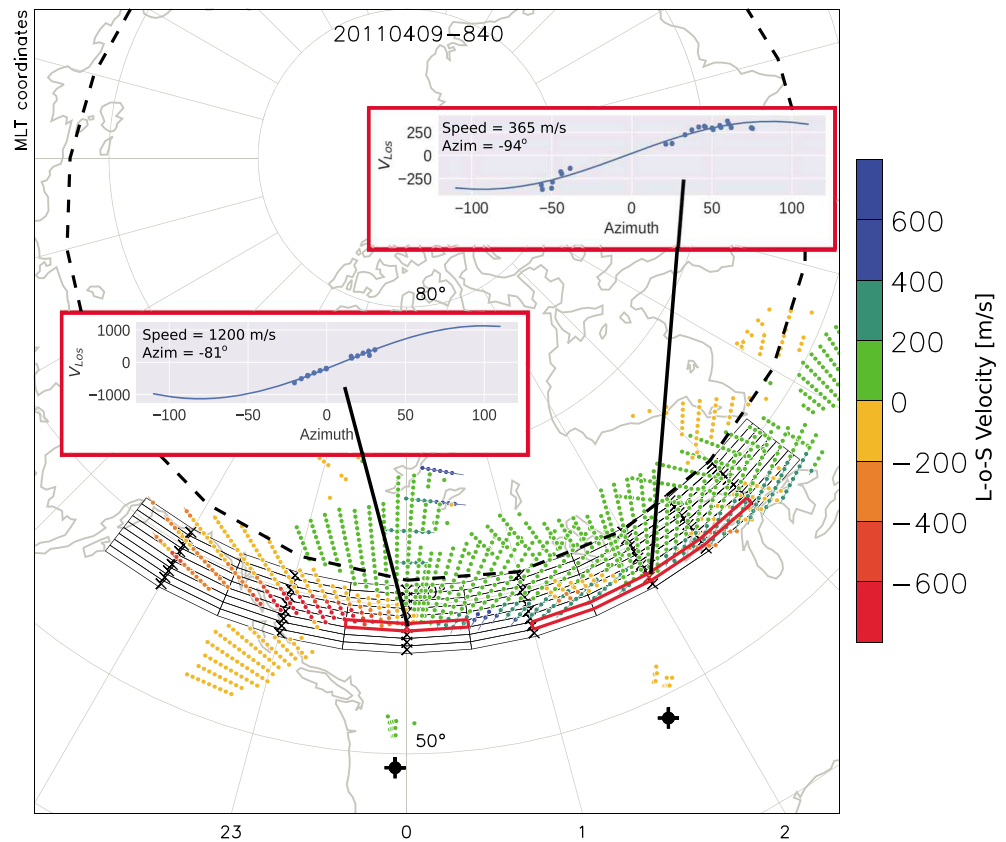 MLT coordinates
20110409−840
Speed = 365 m/s
Azim = -94°
V_Los
250
0
−250
−100 −50 0 50 100
Azimuth
80°
Speed = 1200 m/s
Azim = -81°
V_Los
1000
0
−1000
−100 −50 0 50 100
Azimuth
50°
23 0 1 2
600
400
200
0
−200
−400
−600
L-o-S Velocity [m/s]